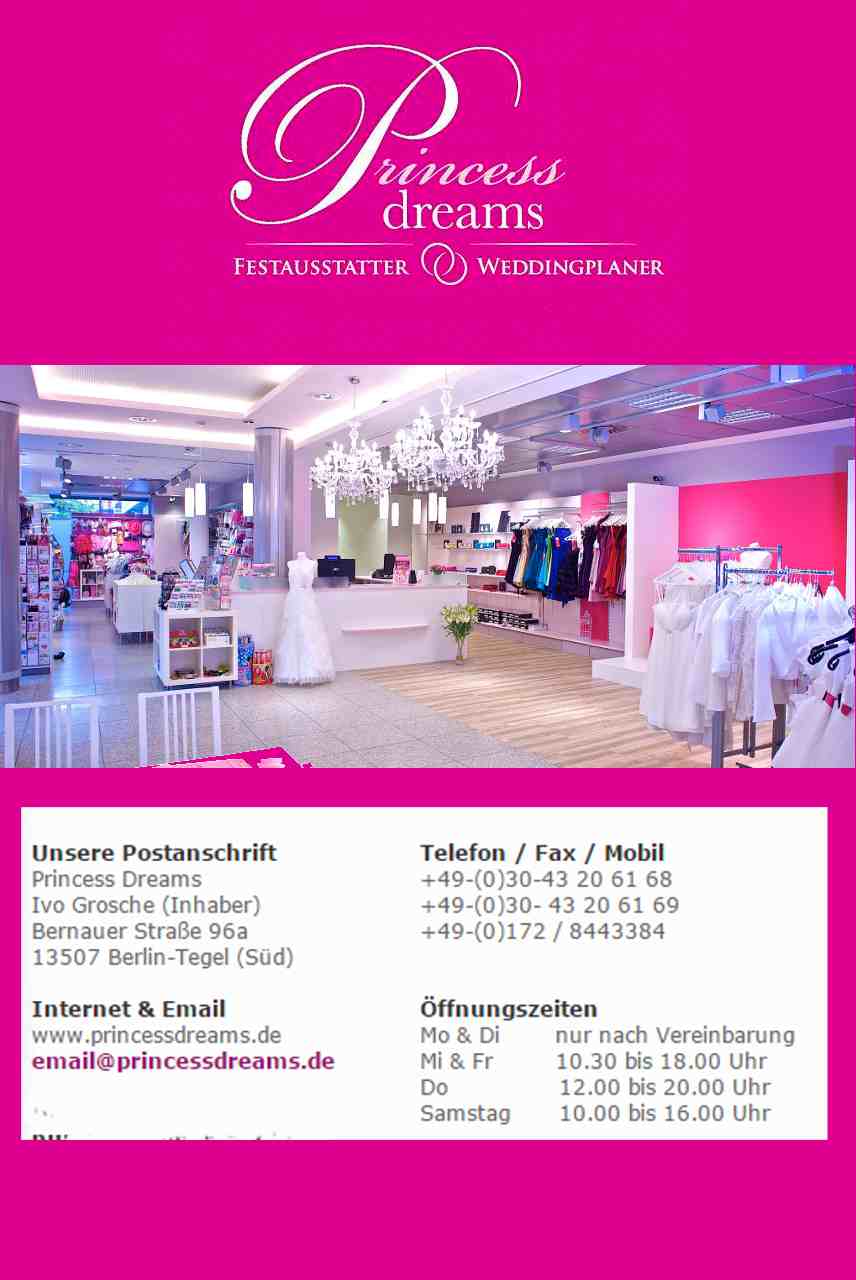 Princess
dreams
FESTAUSSTATTER WEDDINGPLANER
Unsere Postanschrift
Princess Dreams
Ivo Grosche (Inhaber)
Bernauer Straße 96a
13507 Berlin-Tegel (Süd)
Telefon / Fax / Mobil
+49-(0)30-43 20 61 68
+49-(0)30- 43 20 61 69
+49-(0)172 / 8443384
Internet & Email
www.princessdreams.de
email@princessdreams.de
Öffnungszeiten
Mo & Di nur nach Vereinbarung
Mi & Fr 10.30 bis 18.00 Uhr
Do 12.00 bis 20.00 Uhr
Samstag 10.00 bis 16.00 Uhr